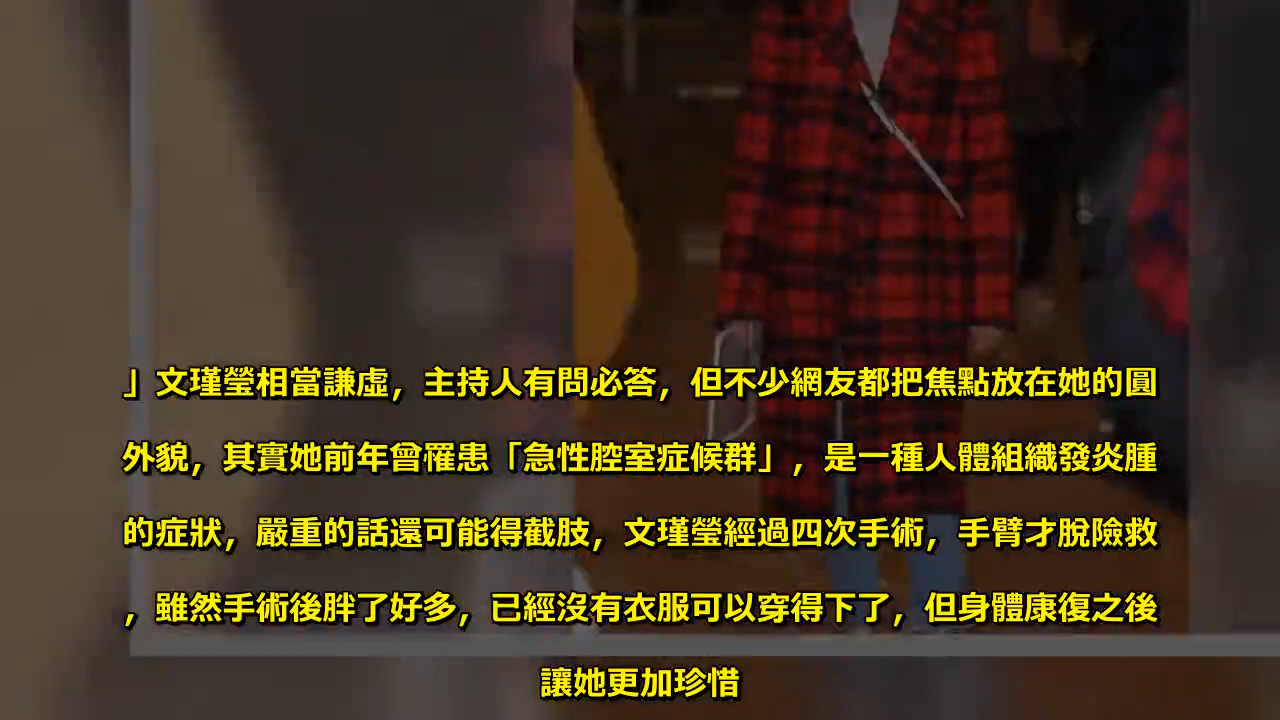 」文瑾瑩相當謙虛，主持人有問必答，但不少網友都把焦點放在她的圓
外貌，其實她前年曾罹患「急性腔室症候群」，是一種人體組織發炎腫
的症狀，嚴重的話還可能得截肢，文瑾瑩經過四次手術，手臂才脫險救
，雖然手術後胖了好多，已經沒有衣服可以穿得下了，但身體康復之後
讓她更加珍惜